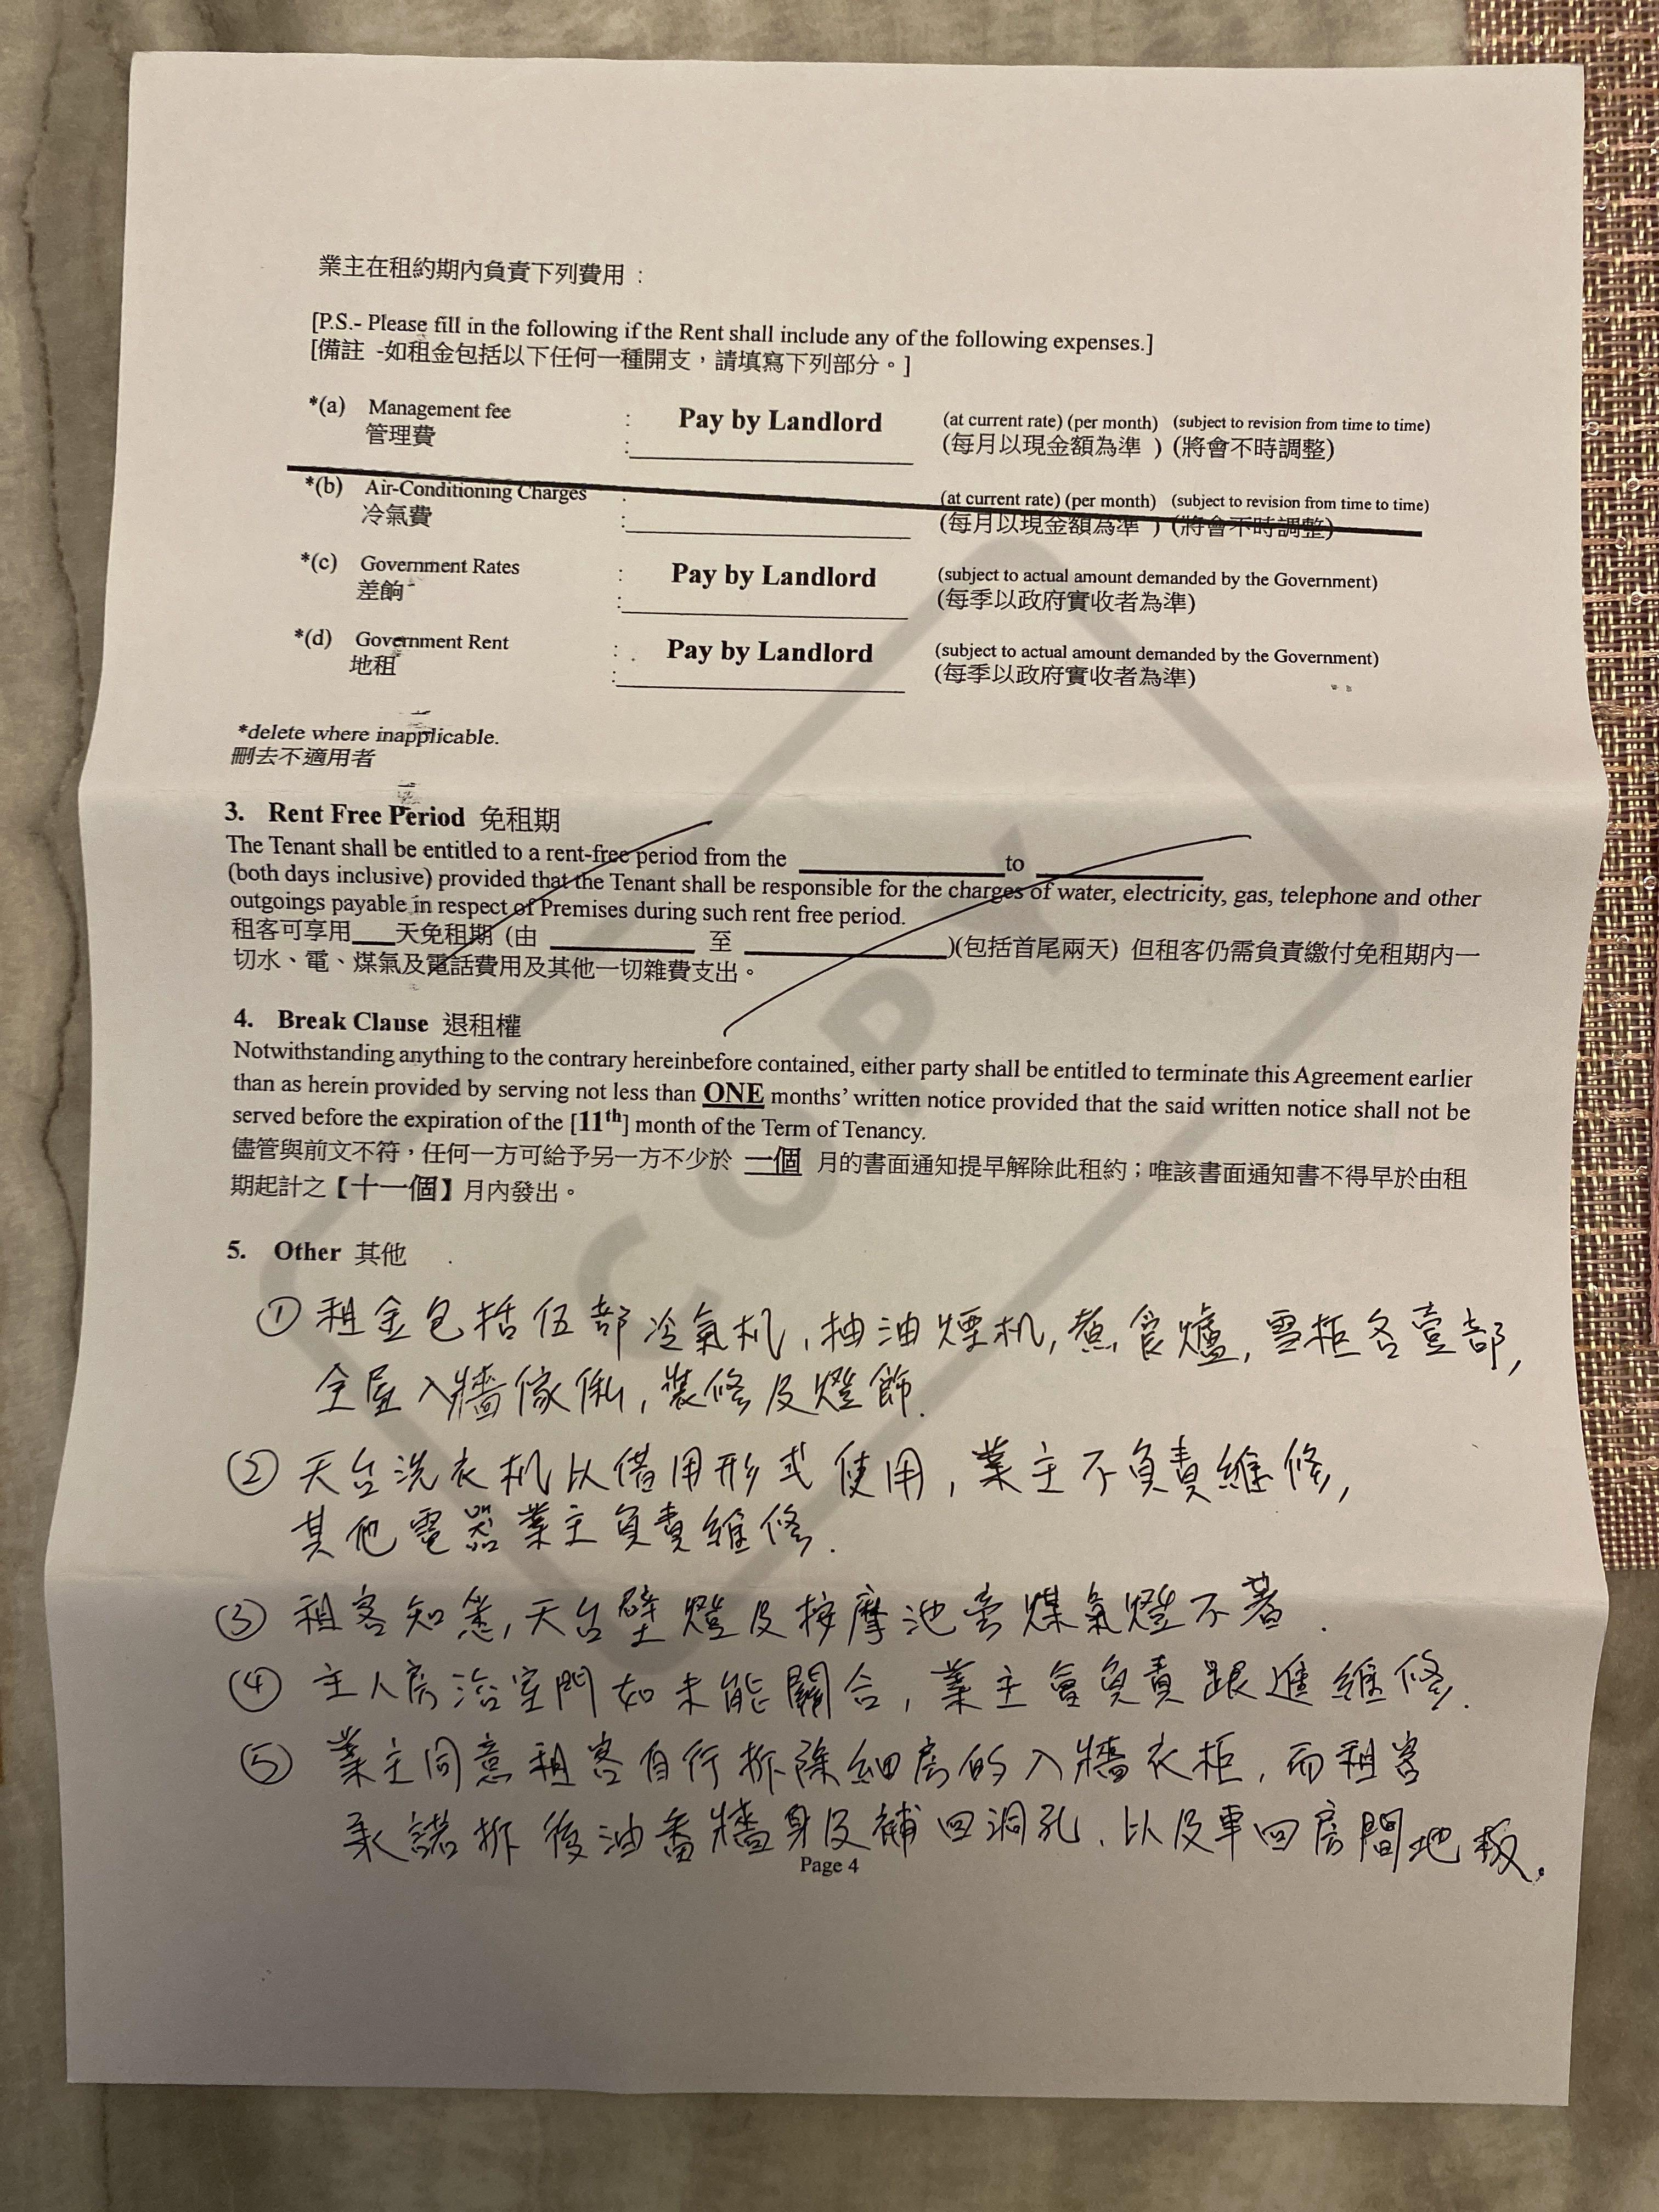 業主在租約期內負責下列費用 :
[P.S.- Please fill in the following if the Rent shall include any of the following expenses.]
[備註 -如租金包括以下任何一種開支，請填寫下列部分。]
*(a) Management fee : Pay by Landlord (at current rate) (per month) (subject to revision from time to time)
管理費 : (每月以現金額為準 ) (將會不時調整)
*(b) Air-Conditioning Charges : (at current rate) (per month) (subject to revision from time to time)
冷氣費 : (每月以現金額為準 ) (將會不時調整)
*(c) Government Rates : Pay by Landlord (subject to actual amount demanded by the Government)
差餉 : (每季以政府實收者為準)
*(d) Government Rent : Pay by Landlord (subject to actual amount demanded by the Government)
地租 : (每季以政府實收者為準)
*delete where inapplicable.
刪去不適用者
3. Rent Free Period 免租期
The Tenant shall be entitled to a rent-free period from the ____ to ____
(both days inclusive) provided that the Tenant shall be responsible for the charges of water, electricity, gas, telephone and other
outgoings payable in respect of Premises during such rent free period.
租客可享用___天免租期 (由 ____ 至 ____)(包括首尾兩天) 但租客仍需負責繳付免租期內一
切水、電、煤氣及電話費用及其他一切雜費支出。
4. Break Clause 退租權
Notwithstanding anything to the contrary hereinbefore contained, either party shall be entitled to terminate this Agreement earlier
than as herein provided by serving not less than ONE months' written notice provided that the said written notice shall not be
served before the expiration of the [11th] month of the Term of Tenancy.
儘管與前文不符，任何一方可給予另一方不少於 一個 月的書面通知提早解除此租約；唯該書面通知書不得早於由租
期起計之【十一個】月內發出。
5. Other 其他
① 租金包括伍部冷氣机, 抽油煙机, 煮食爐, 雪柜各壹部,
全屋入牆傢俬, 裝修及燈飾.
② 天台洗衣机以借用形式使用, 業主不負責維修,
其他電器業主負責維修.
③ 租客知悉, 天台壁燈及按摩池旁煤氣燈不著.
④ 主人房浴室門如未能關合, 業主會負責跟進維修.
⑤ 業主同意租客自行拆除細房的入牆衣柜, 而租客
承諾拆後油番牆身及補回洞孔, 以及車回房間地板.
Page 4
COPY